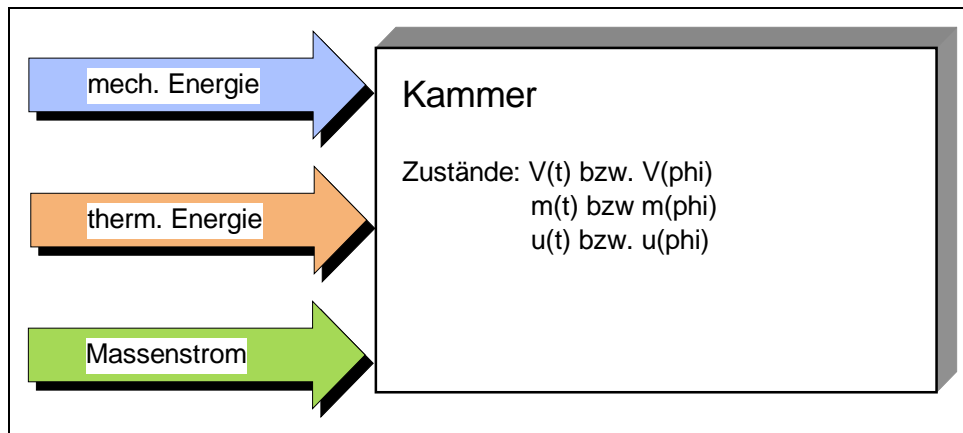 mech. Energie
therm. Energie
Massenstrom
Kammer
Zustände: V(t) bzw. V(phi)
m(t) bzw m(phi)
u(t) bzw. u(phi)